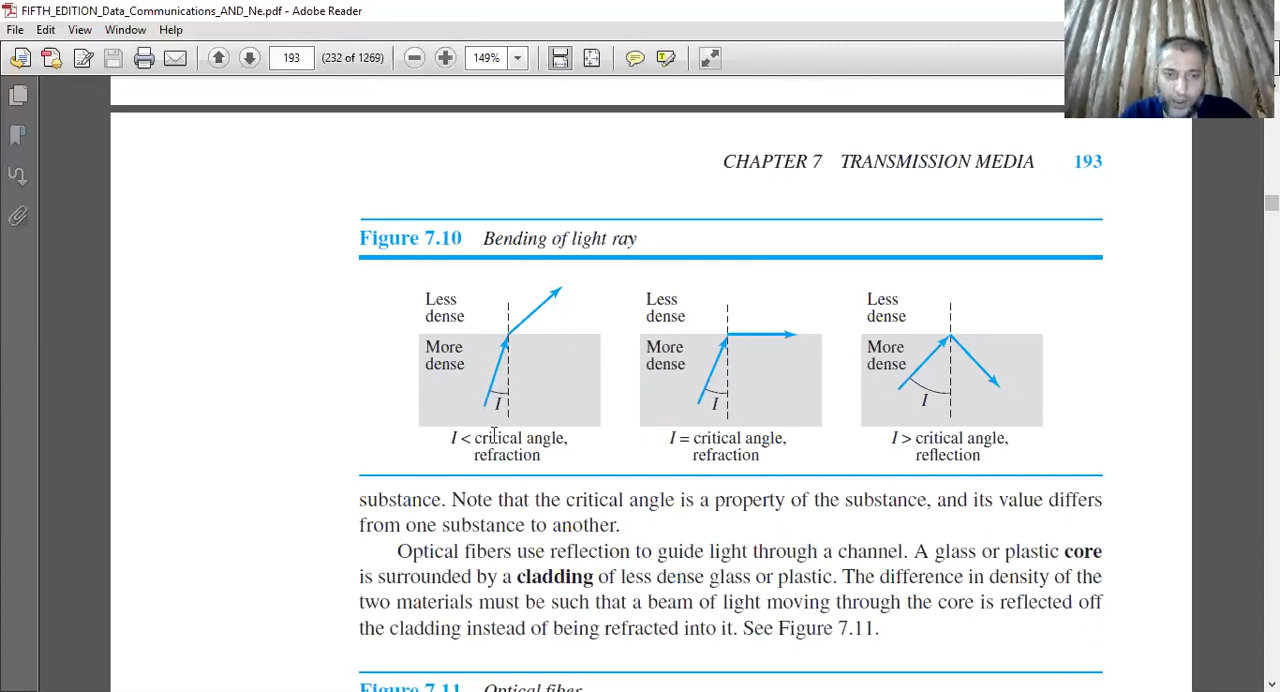 FIFTH_EDITION_Data_Communications_AND_Ne.pdf - Adobe Reader
File Edit View Window Help
193 (232 of 1269) 149%
CHAPTER 7 TRANSMISSION MEDIA 193
Figure 7.10 Bending of light ray
Less
dense
More
dense
I
I < critical angle,
refraction
Less
dense
More
dense
I
I = critical angle,
refraction
Less
dense
More
dense
I
I > critical angle,
reflection
substance. Note that the critical angle is a property of the substance, and its value differs
from one substance to another.
Optical fibers use reflection to guide light through a channel. A glass or plastic core
is surrounded by a cladding of less dense glass or plastic. The difference in density of the
two materials must be such that a beam of light moving through the core is reflected off
the cladding instead of being refracted into it. See Figure 7.11.
Figure 7.11 Optical fiber